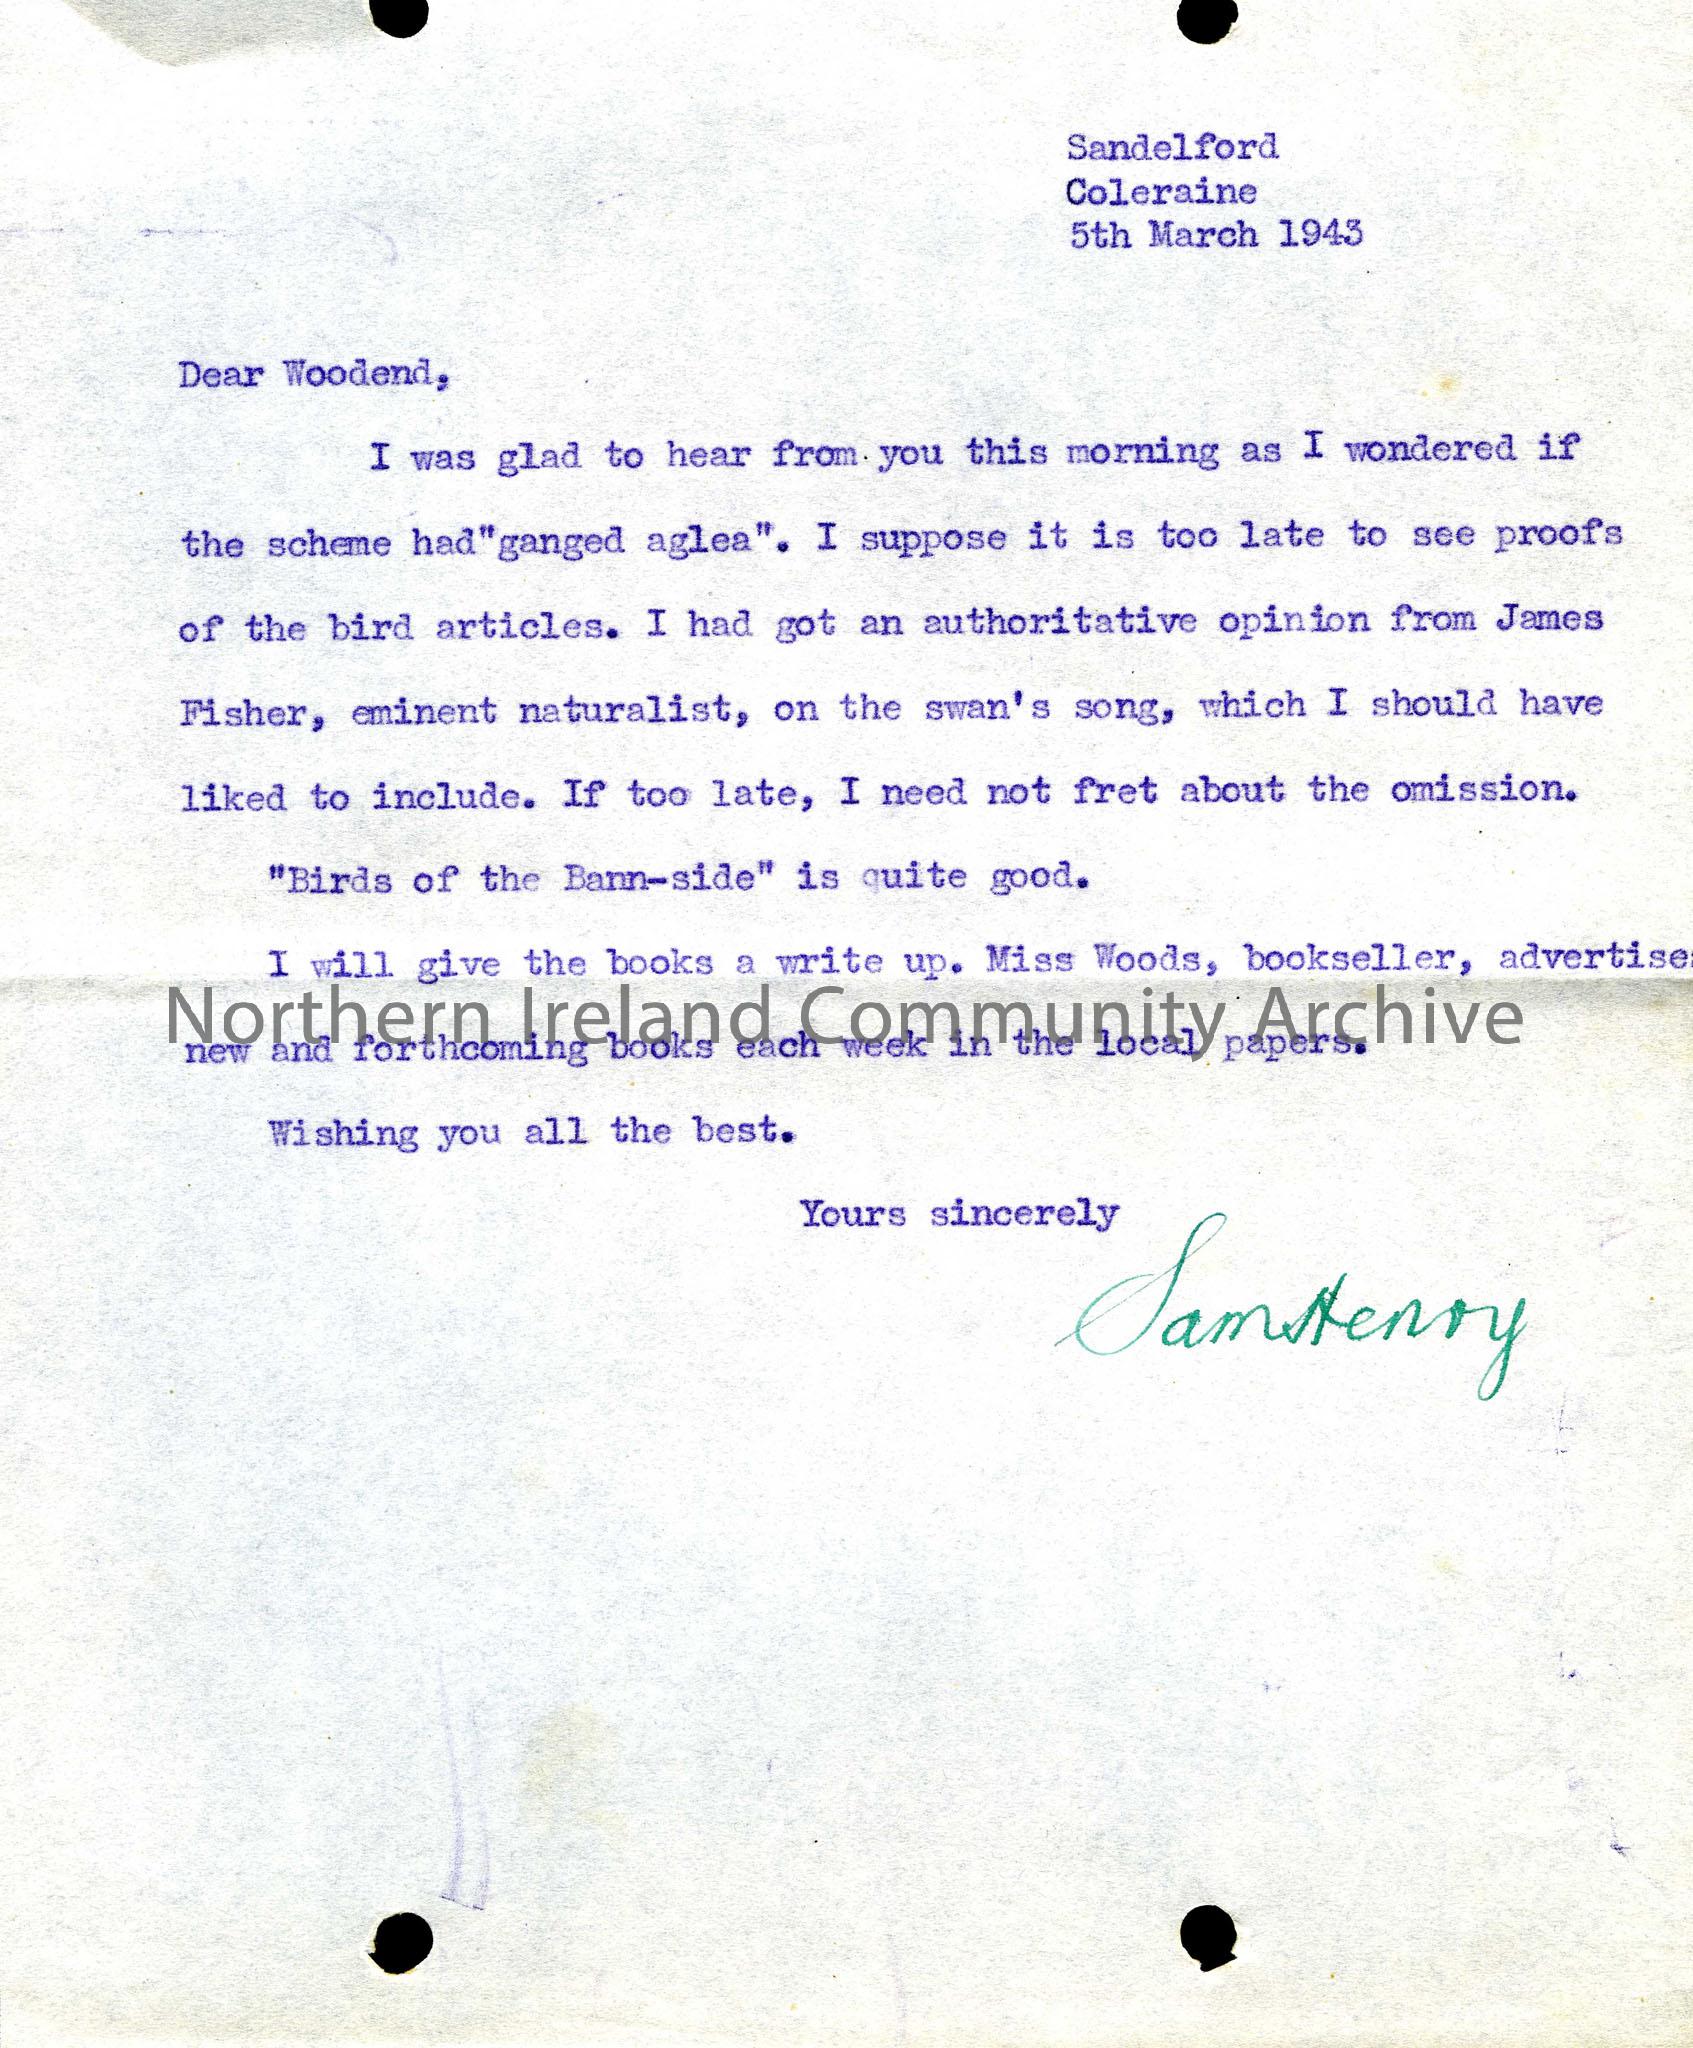 Sandelford
Coleraine
5th March 1943
Dear Woodend,
I was glad to hear from you this morning as I wondered if
the scheme had"ganged aglea". I suppose it is too late to see proofs
of the bird articles. I had got an authoritative opinion from James
Fisher, eminent naturalist, on the swan's song, which I should have
liked to include. If too late, I need not fret about the omission.
"Birds of the Bann-side" is quite good.
I will give the books a write up. Miss Woods, bookseller, advertises
Northern Ireland Community Archive
new and forthcoming books each week in the local papers.
Wishing you all the best.
Yours sincerely
Sam Henry